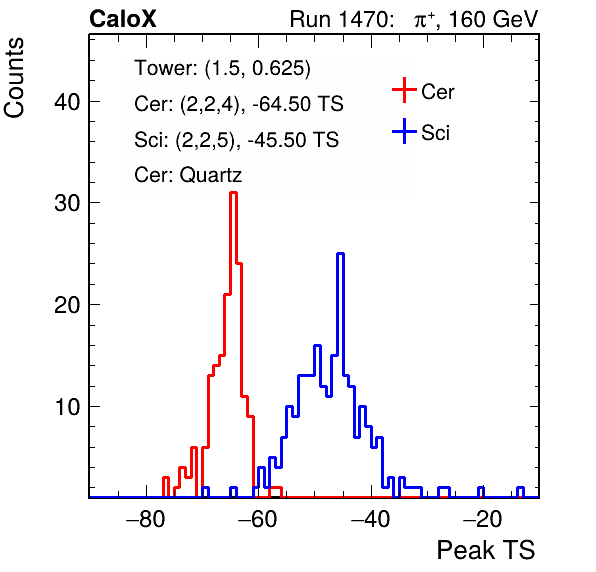 CaloX Run 1470: π⁺, 160 GeV
Counts
Tower: (1.5, 0.625)
Cer: (2,2,4), -64.50 TS
Sci: (2,2,5), -45.50 TS
Cer: Quartz
Cer
Sci
40
30
20
10
−80 −60 −40 −20
Peak TS